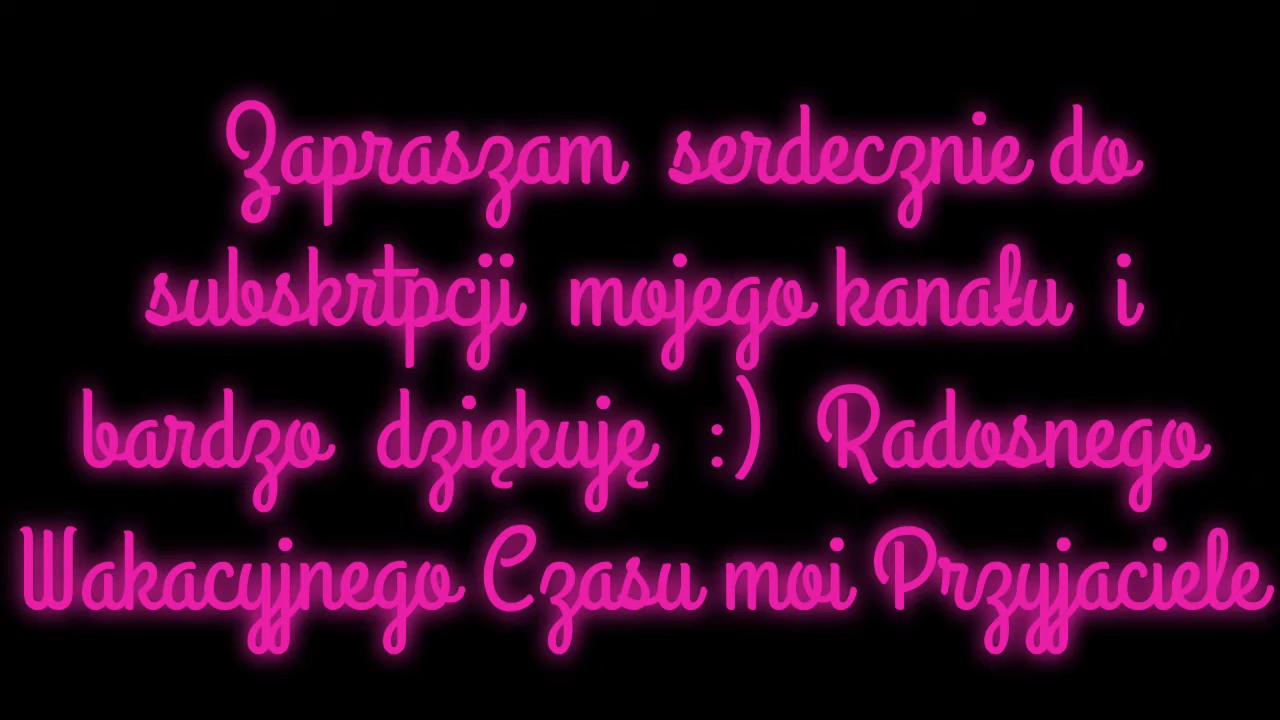 Zapraszam serdecznie do
subskrtpcji mojego kanału i
bardzo dziękuję :) Radosnego
Wakacyjnego Czasu moi Przyjaciele